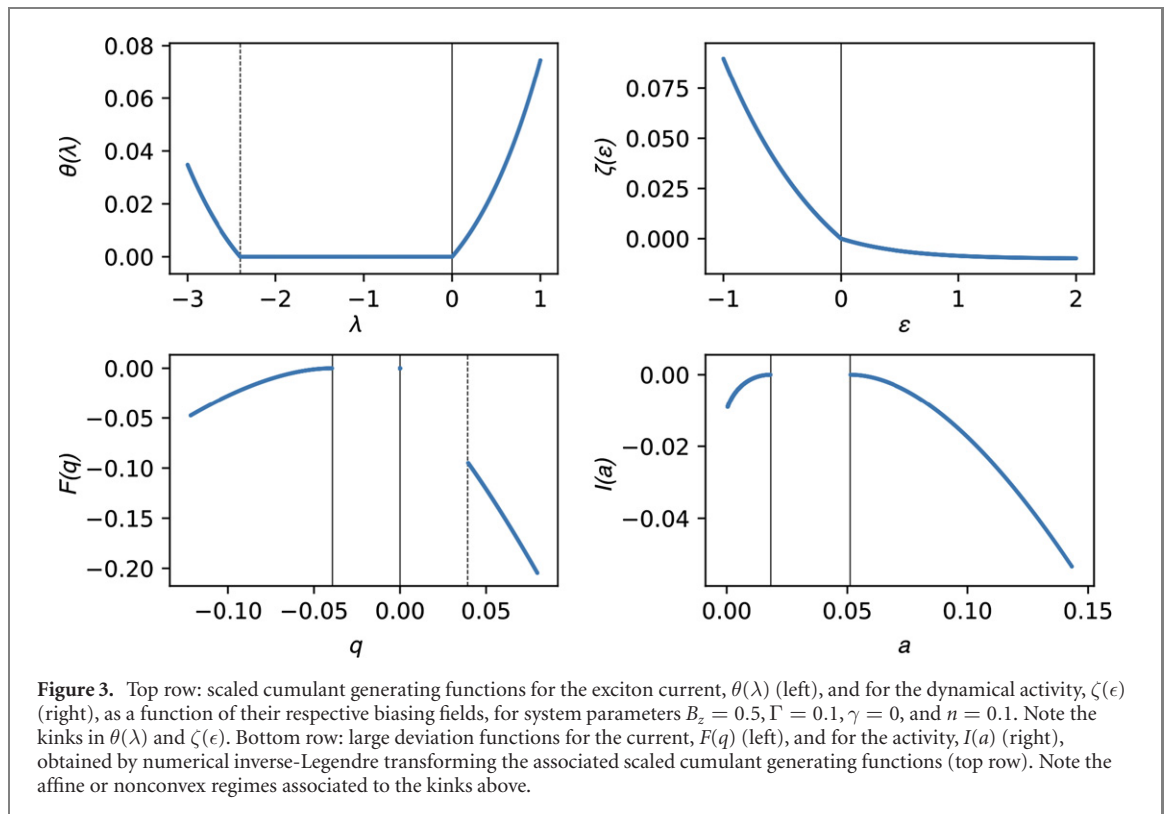 0.08
0.06
0.04
0.02
0.00
θ(λ)
−3
−2
−1
0
1
λ
0.075
0.050
0.025
0.000
ζ(ε)
−1
0
1
2
ε
0.00
−0.05
−0.10
−0.15
−0.20
F(q)
−0.10
−0.05
0.00
0.05
q
0.00
−0.02
−0.04
I(a)
0.00
0.05
0.10
0.15
a
Figure 3. Top row: scaled cumulant generating functions for the exciton current, θ(λ) (left), and for the dynamical activity, ζ(ϵ)
(right), as a function of their respective biasing fields, for system parameters B_z = 0.5, Γ = 0.1, γ = 0, and n = 0.1. Note the
kinks in θ(λ) and ζ(ϵ). Bottom row: large deviation functions for the current, F(q) (left), and for the activity, I(a) (right),
obtained by numerical inverse-Legendre transforming the associated scaled cumulant generating functions (top row). Note the
affine or nonconvex regimes associated to the kinks above.